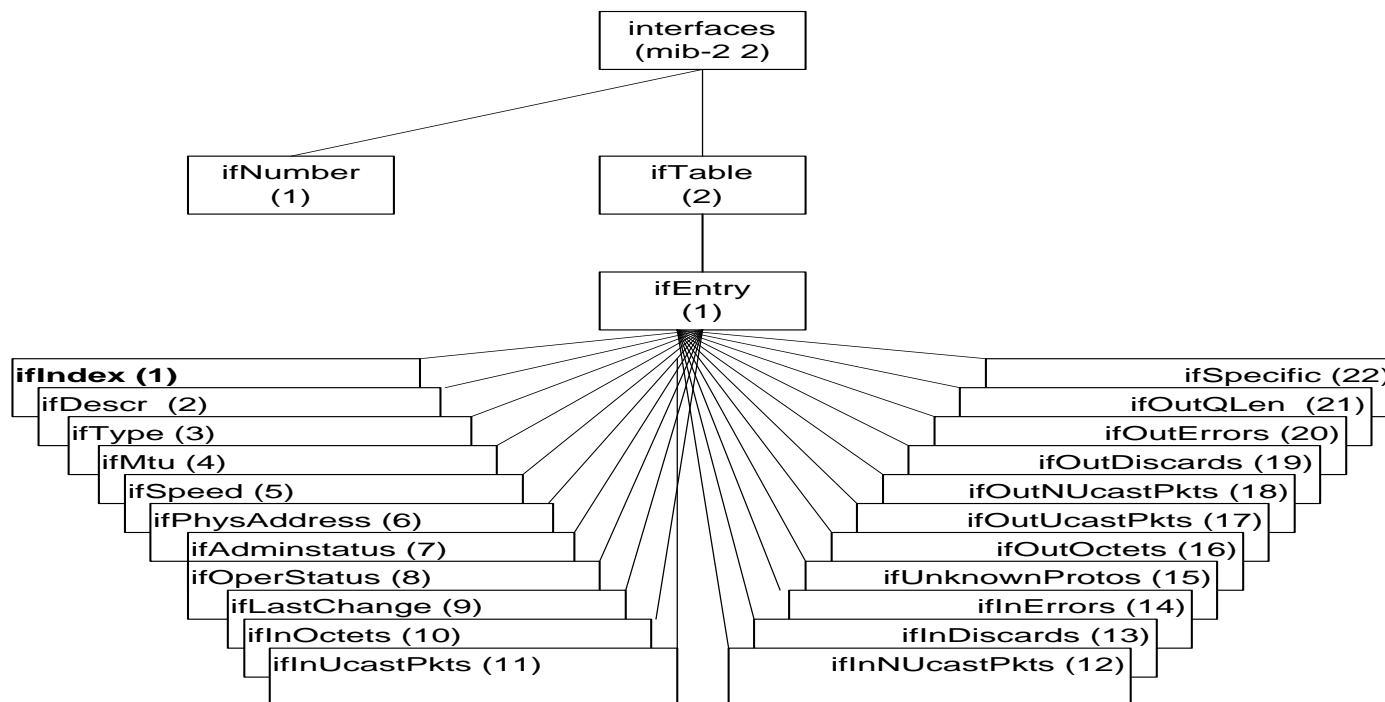 interfaces
(mib-2 2)
ifNumber
(1)
ifTable
(2)
ifEntry
(1)
ifIndex (1)
ifDescr (2)
ifType (3)
ifMtu (4)
ifSpeed (5)
ifPhysAddress (6)
ifAdminstatus (7)
ifOperStatus (8)
ifLastChange (9)
ifInOctets (10)
ifInUcastPkts (11)
ifSpecific (22)
ifOutQLen (21)
ifOutErrors (20)
ifOutDiscards (19)
ifOutNUcastPkts (18)
ifOutUcastPkts (17)
ifOutOctets (16)
ifUnknownProtos (15)
ifInErrors (14)
ifInDiscards (13)
ifInNUcastPkts (12)